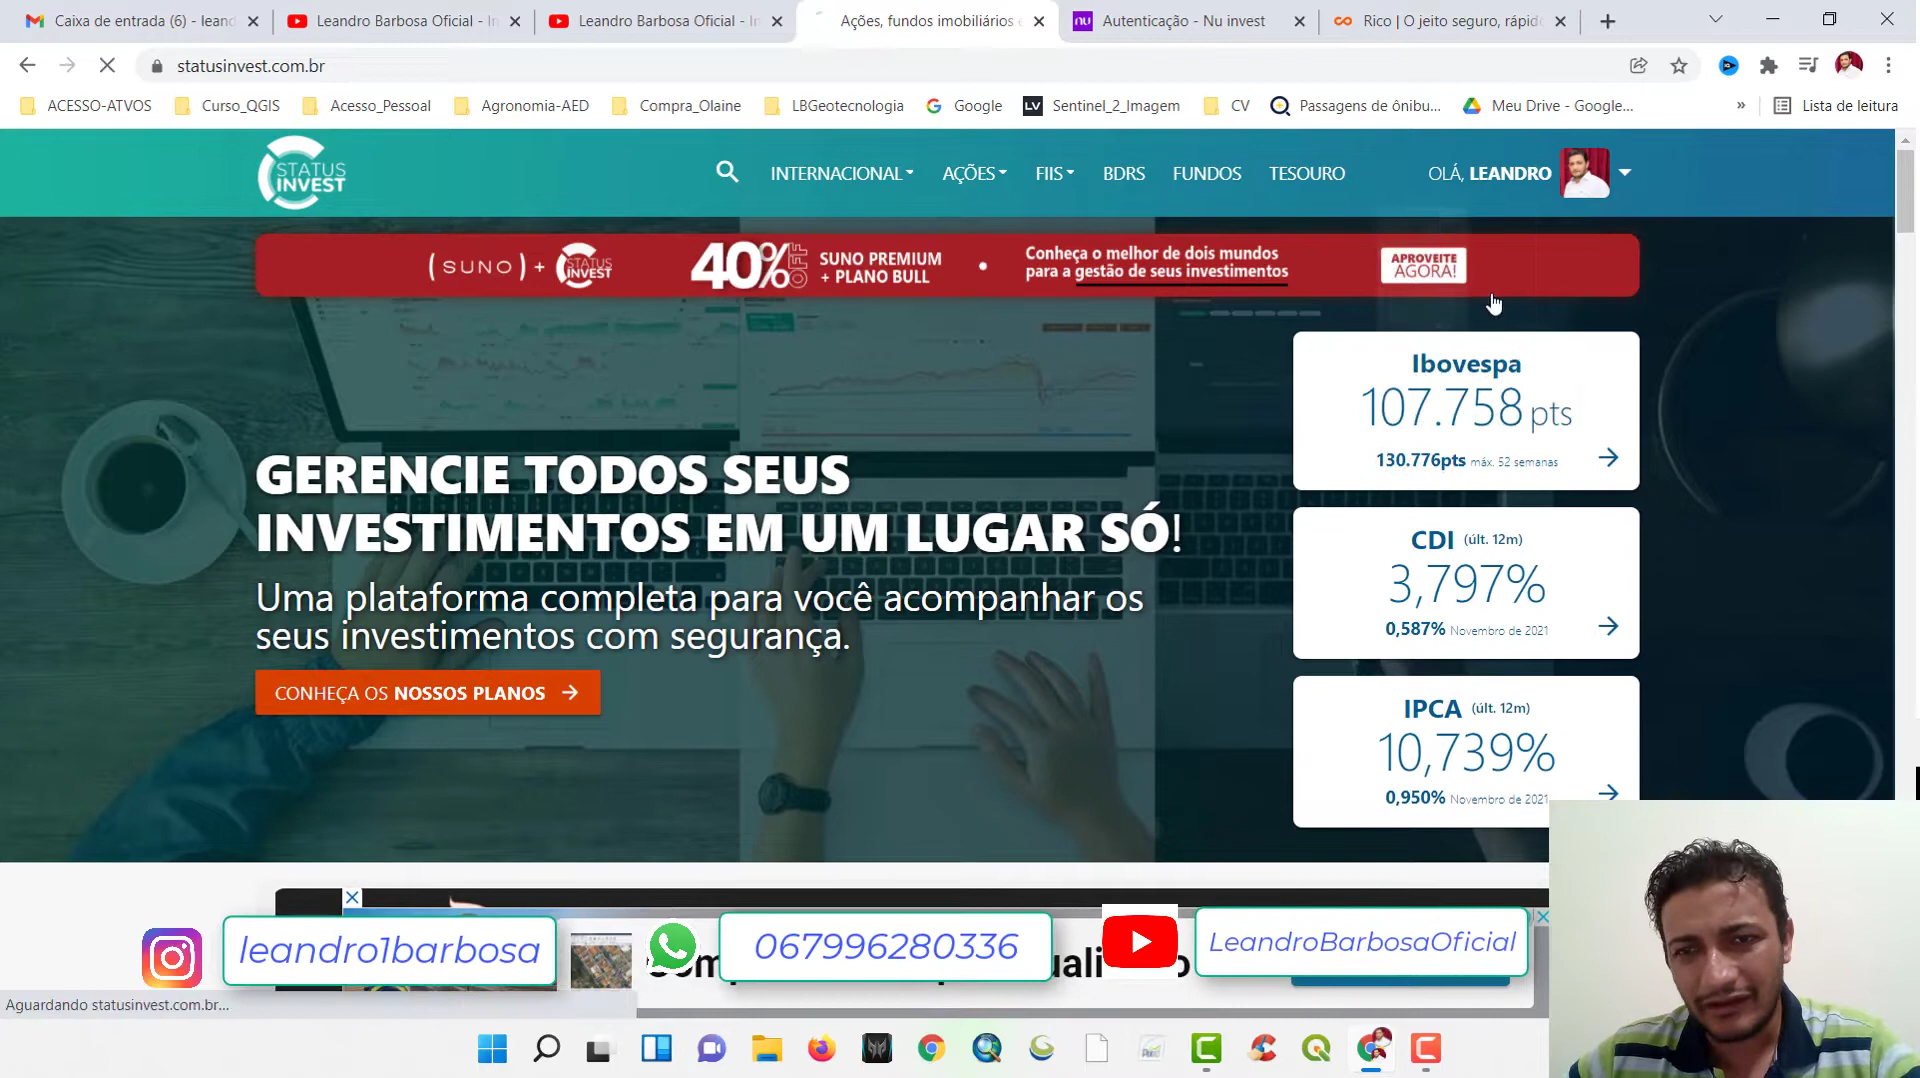 Caixa de entrada (6) - leand
Leandro Barbosa Oficial - In
Leandro Barbosa Oficial - In
Ações, fundos imobiliários e
Autenticação - Nu invest
Rico | O jeito seguro, rápido
statusinvest.com.br
ACESSO-ATVOS
Curso_QGIS
Acesso_Pessoal
Agronomia-AED
Compra_Olaine
LBGeotecnologia
Google
LV Sentinel_2_Imagem
CV
Passagens de ônibu...
Meu Drive - Google...
»
Lista de leitura
STATUS
INVEST
INTERNACIONAL
AÇÕES
FIIS
BDRS
FUNDOS
TESOURO
OLÁ, LEANDRO
(SUNO) + STATUS INVEST
40% OFF
SUNO PREMIUM
+ PLANO BULL
Conheça o melhor de dois mundos
para a gestão de seus investimentos
APROVEITE
AGORA!
GERENCIE TODOS SEUS
INVESTIMENTOS EM UM LUGAR SÓ!
Uma plataforma completa para você acompanhar os
seus investimentos com segurança.
CONHEÇA OS NOSSOS PLANOS
Ibovespa
107.758 pts
130.776pts máx. 52 semanas
CDI (últ. 12m)
3,797%
0,587% Novembro de 2021
IPCA (últ. 12m)
10,739%
0,950% Novembro de 2021
leandro1barbosa
067996280336
LeandroBarbosaOficial
Aguardando statusinvest.com.br...